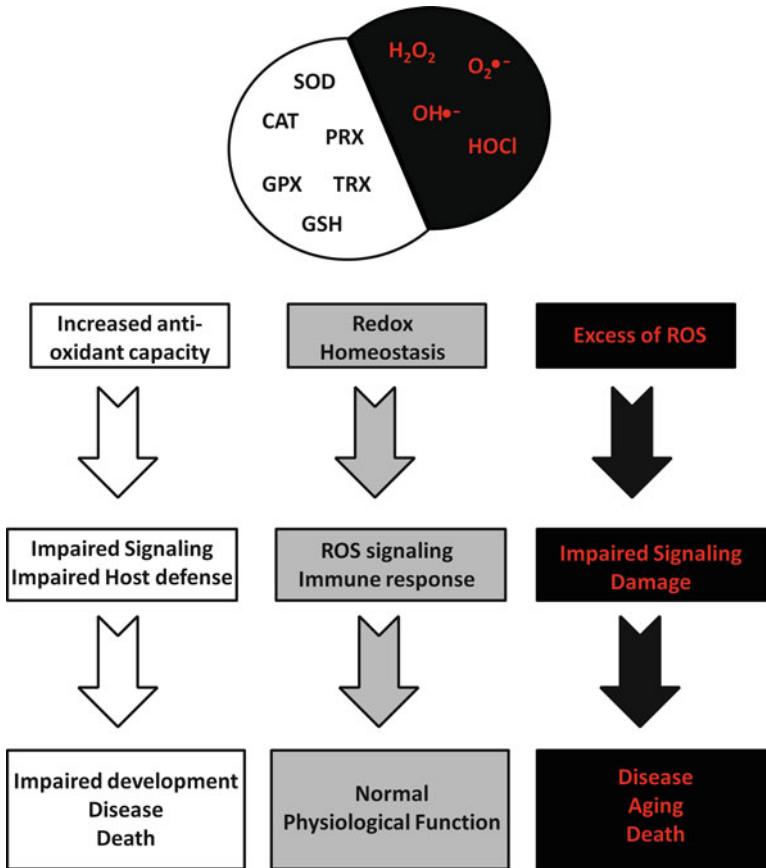 H₂O₂
O₂•⁻
SOD
OH•⁻
CAT
PRX
HOCl
GPX
TRX
GSH
Increased anti-
oxidant capacity
Redox
Homeostasis
Excess of ROS
Impaired Signaling
Impaired Host defense
ROS signaling
Immune response
Impaired Signaling
Damage
Impaired development
Disease
Death
Normal
Physiological Function
Disease
Aging
Death